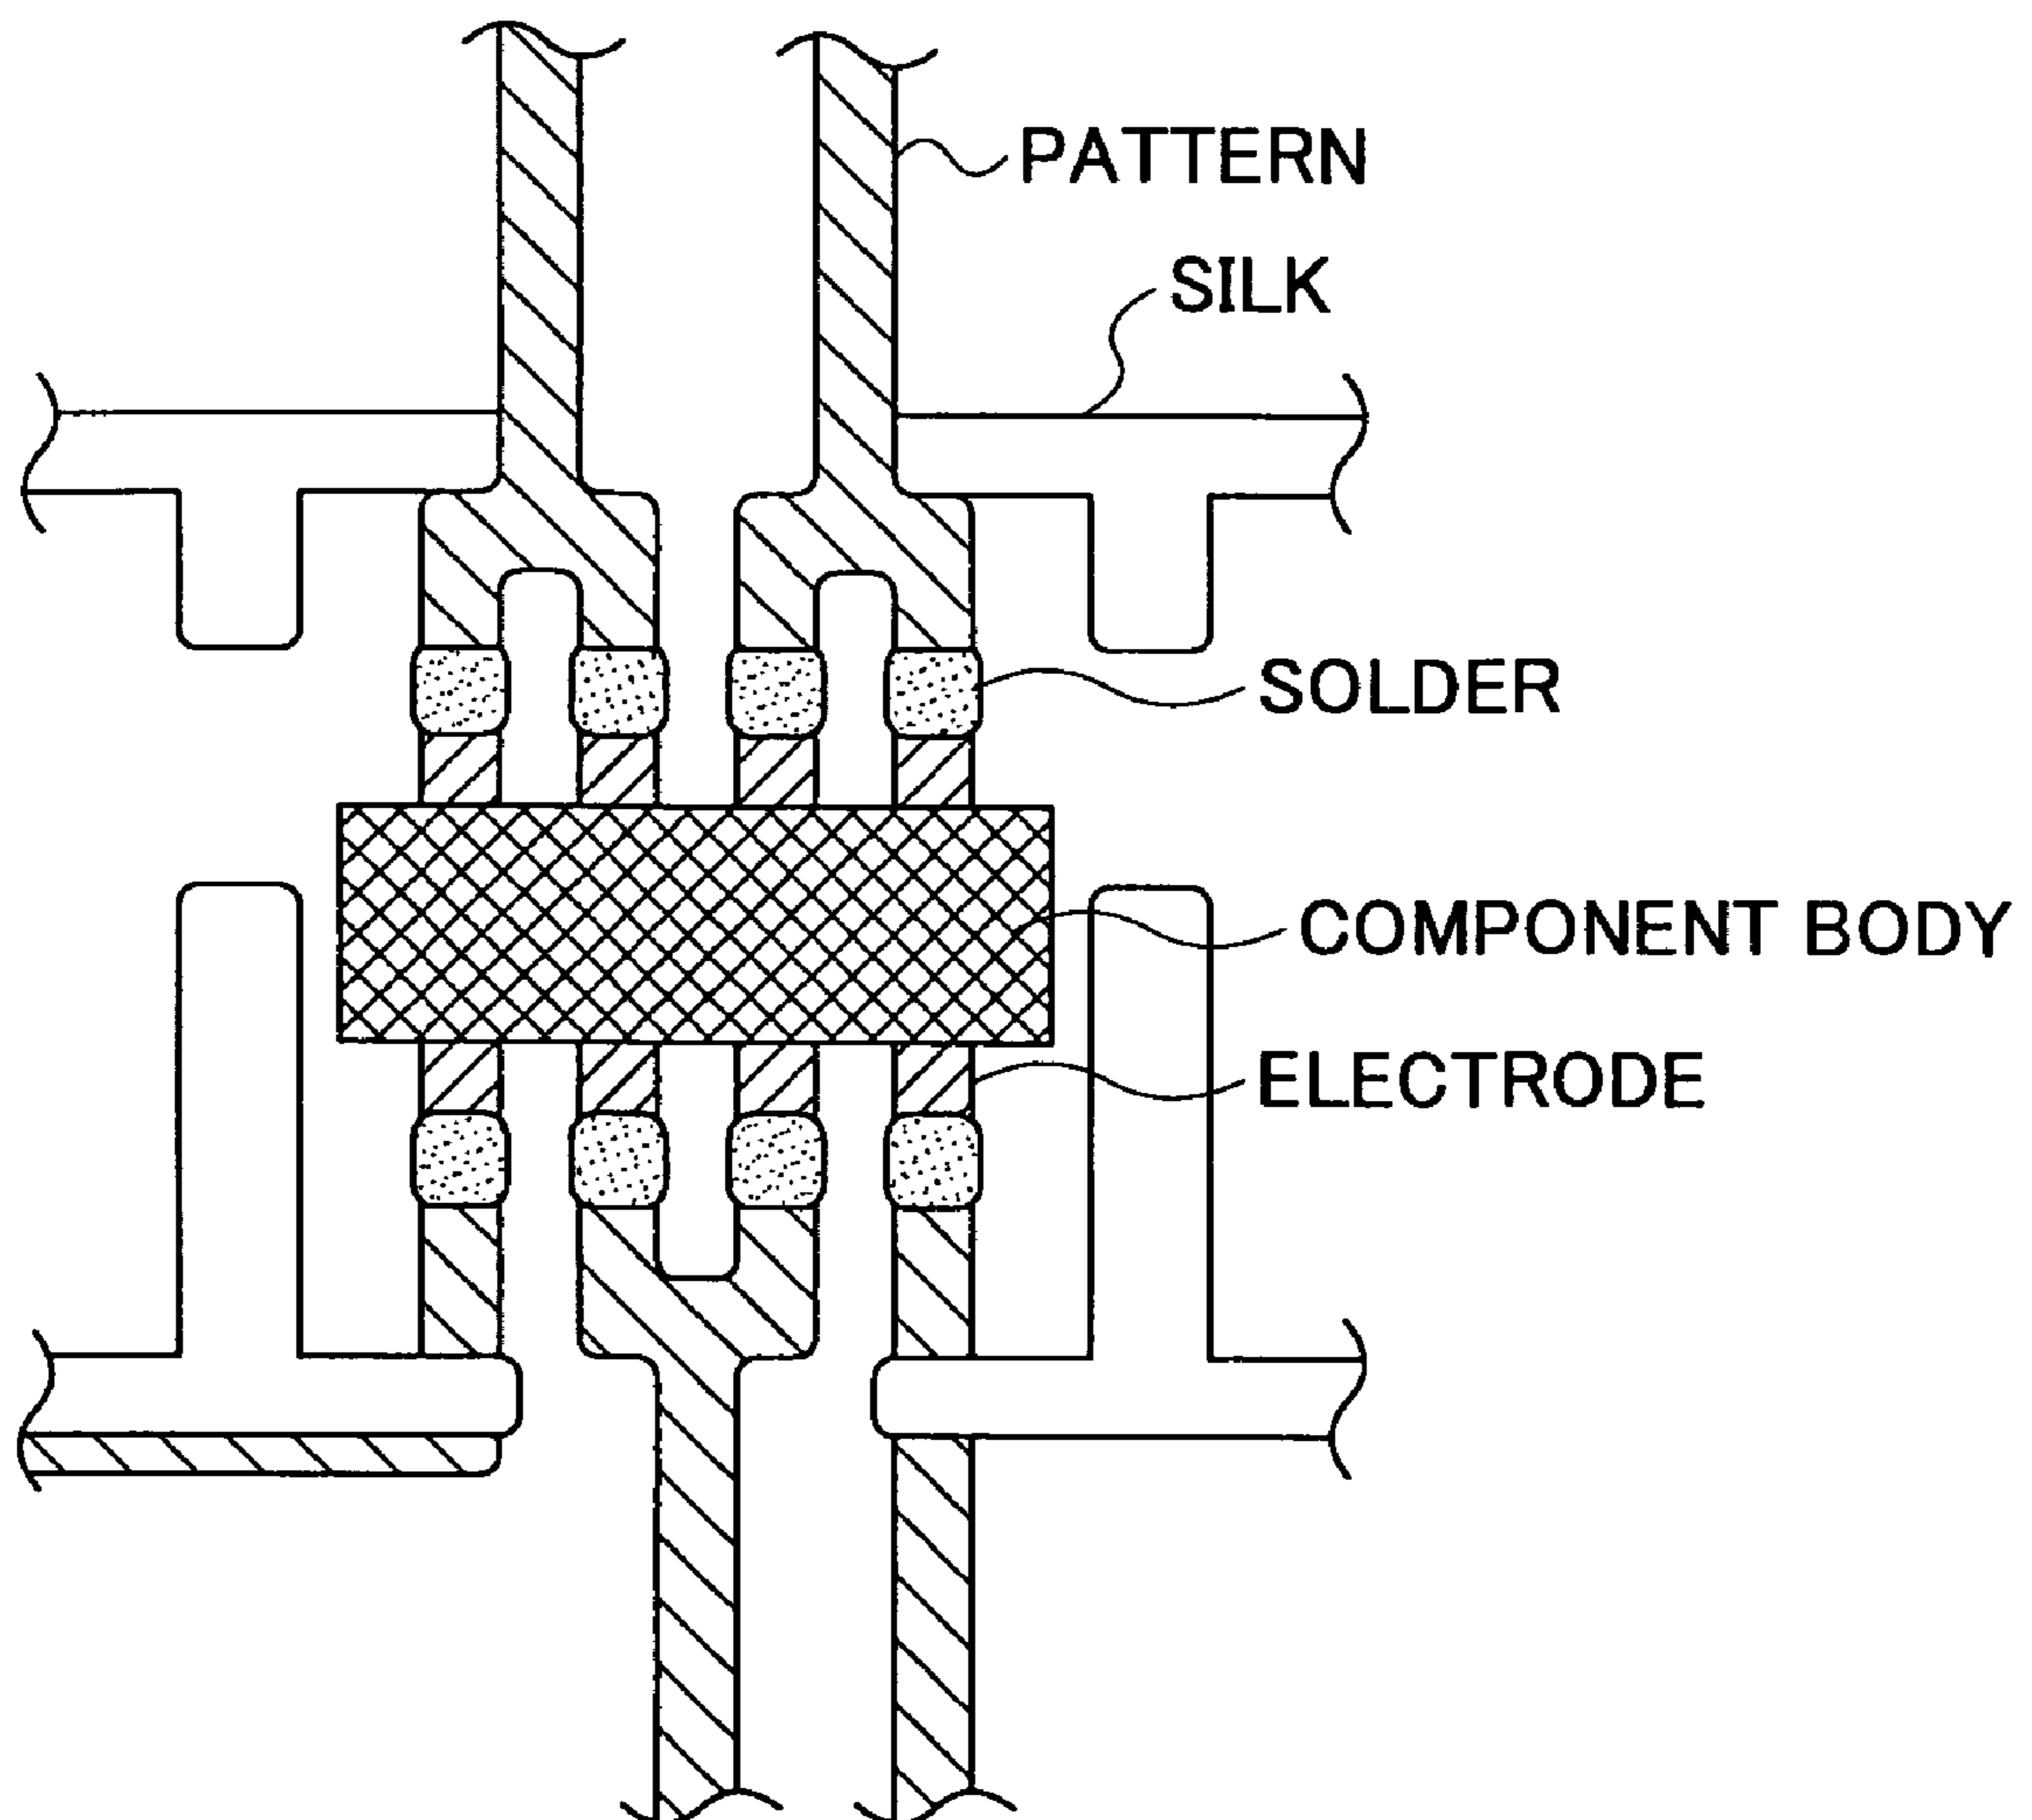 PATTERN
SILK
SOLDER
COMPONENT BODY
ELECTRODE